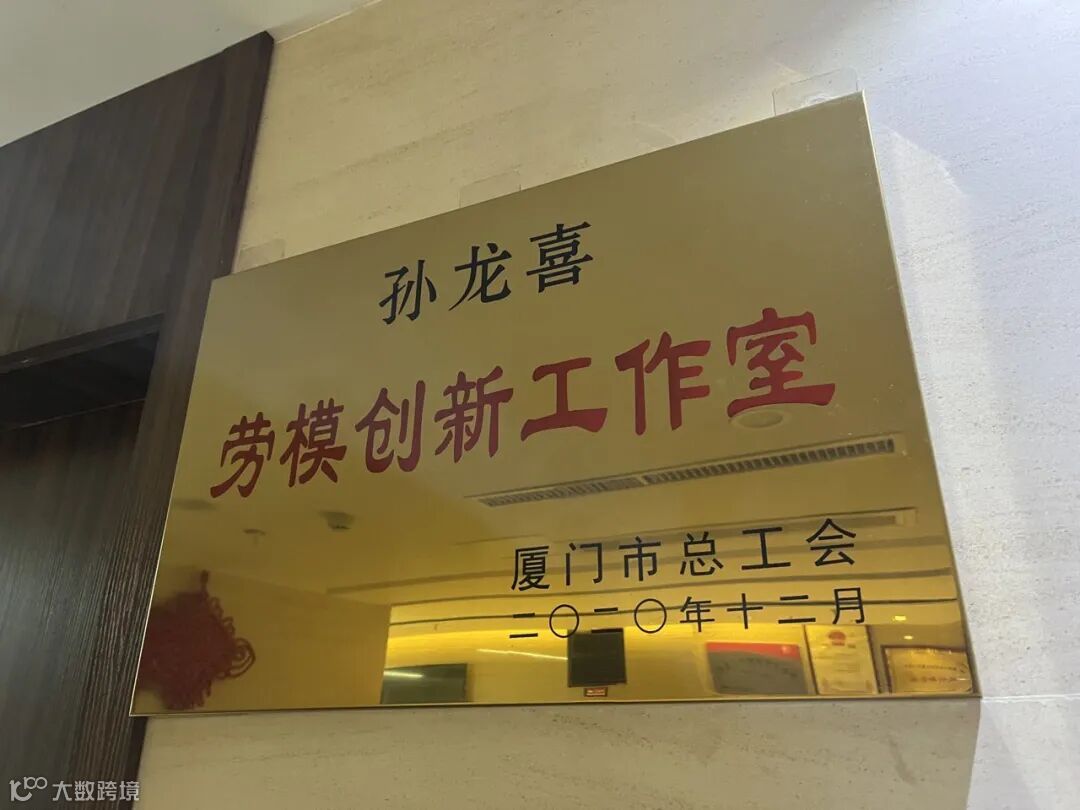 孙龙喜
劳模创新工作室
厦门市总工会
二〇二〇年十二月
大数跨境